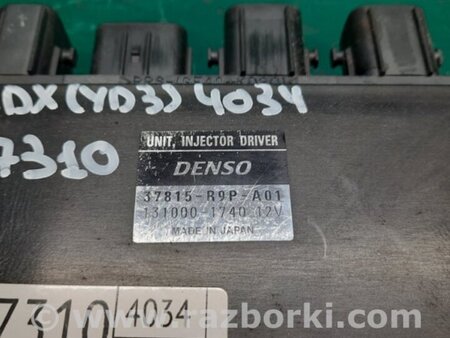 DX(YD3) 4034
7310
UNIT, INJECTOR DRIVER
DENSO
37815-R9P-A01
131000-1740 12V
MADE IN JAPAN
7310 4034
www.razborki.com